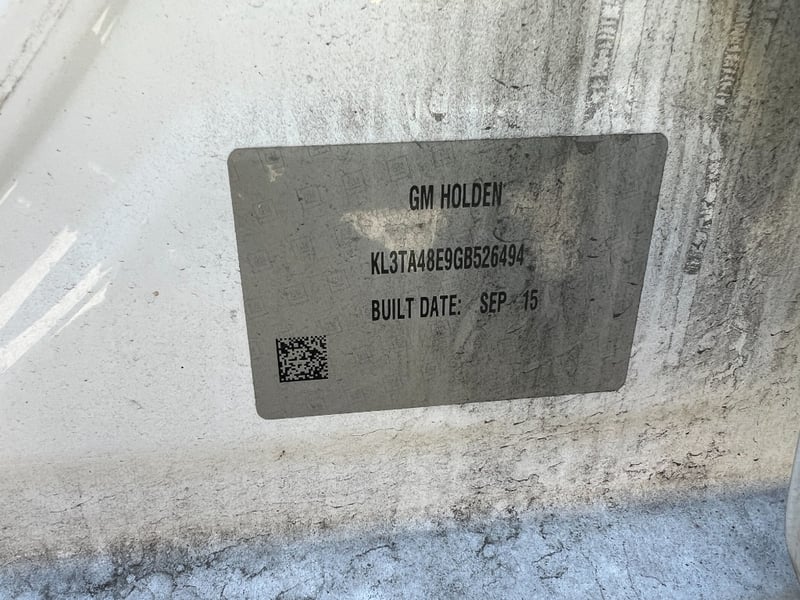 GM HOLDEN
KL3TA48E9GB526494
BUILT DATE: SEP 15